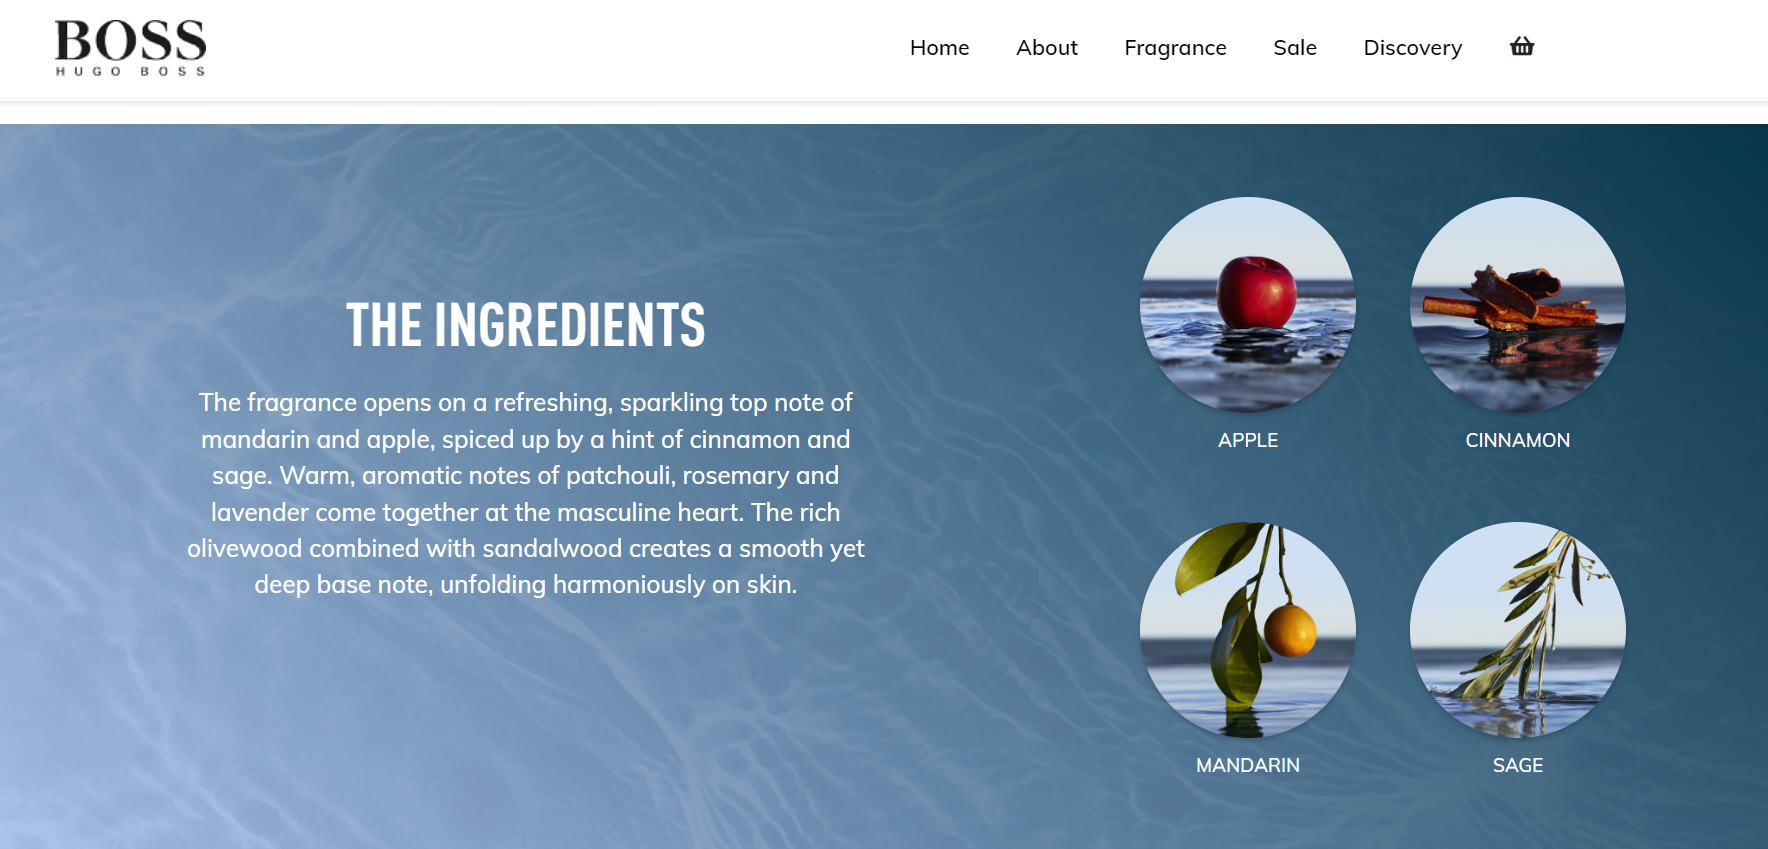 BOSS
HUGO BOSS
Home About Fragrance Sale Discovery
THE INGREDIENTS
The fragrance opens on a refreshing, sparkling top note of
mandarin and apple, spiced up by a hint of cinnamon and
sage. Warm, aromatic notes of patchouli, rosemary and
lavender come together at the masculine heart. The rich
olivewood combined with sandalwood creates a smooth yet
deep base note, unfolding harmoniously on skin.
APPLE
CINNAMON
MANDARIN
SAGE